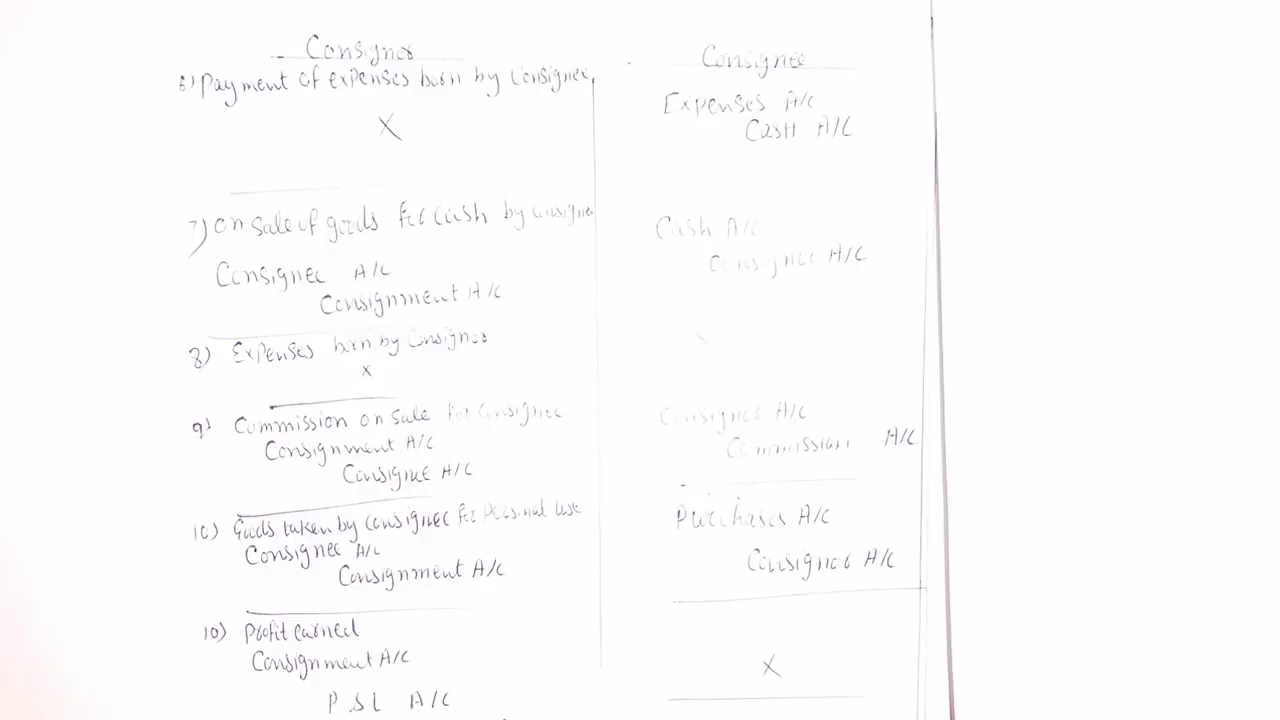 Consignor
6) Payment of expenses born by Consignee
X
7) On sale of goods for cash by consignee
Consignee A/C
Consignment A/C
8) Expenses born by Consignor
x
9) Commission on sale for consignee
Consignment A/C
Consignee A/C
10) Goods taken by consignee for personal use
Consignee A/C
Consignment A/C
10) Profit earned
Consignment A/C
P S L A/C
Consignee
Expenses A/C
Cash A/C
Cash A/C
Consignor A/C
Consignor A/C
Commission A/C
Purchases A/C
Consignor A/C
X